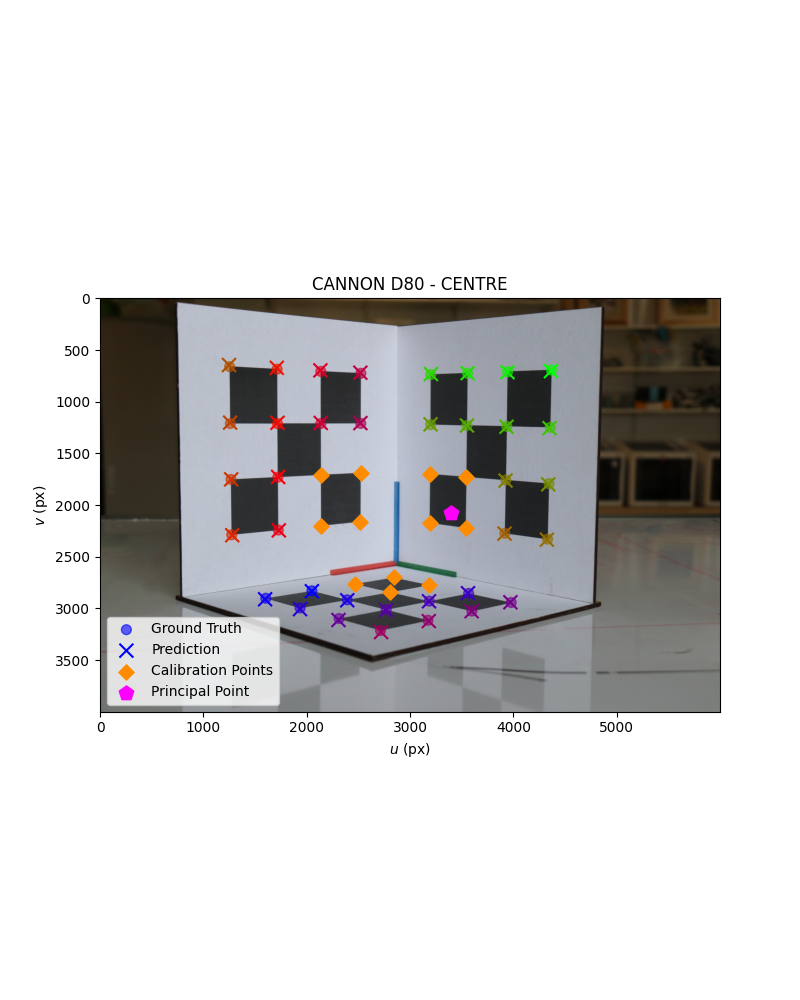 CANNON D80 - CENTRE
0
500
1000
1500
2000
2500
3000
3500
v (px)
0 1000 2000 3000 4000 5000
u (px)
Ground Truth
Prediction
Calibration Points
Principal Point